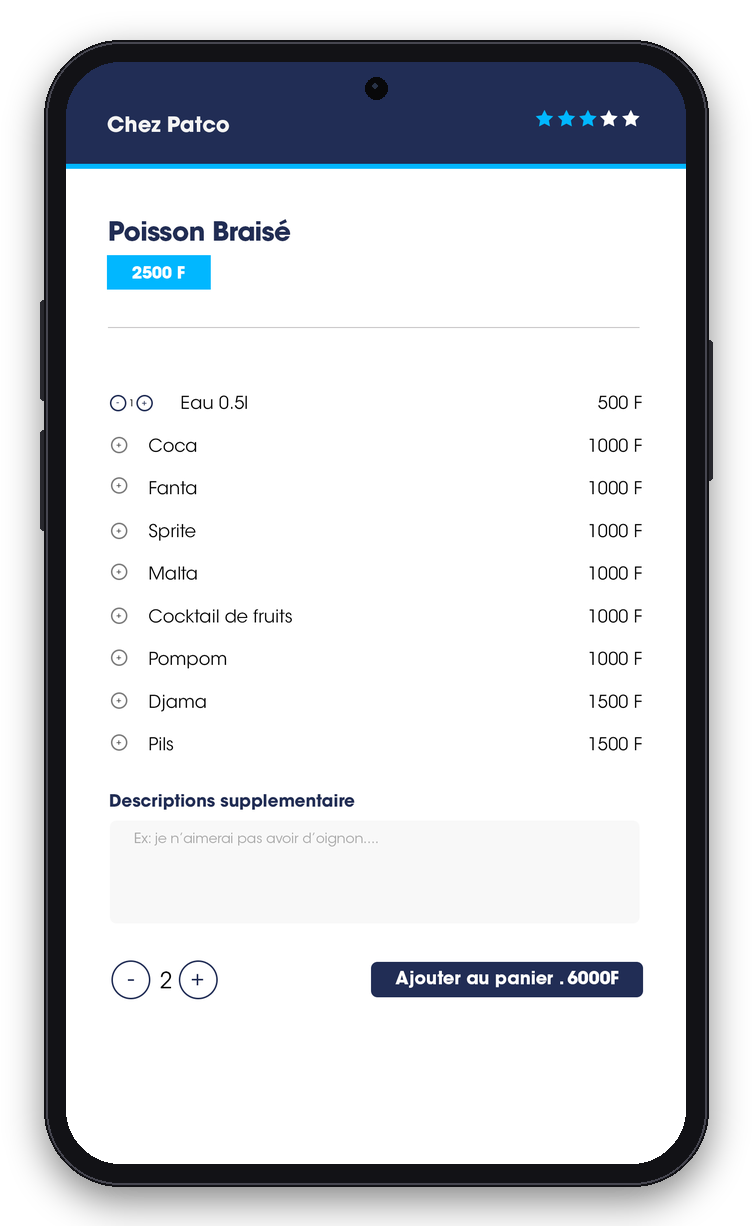 Chez Patco
Poisson Braisé
2500 F
- 1 + Eau 0.5l 500 F
+ Coca 1000 F
+ Fanta 1000 F
+ Sprite 1000 F
+ Malta 1000 F
+ Cocktail de fruits 1000 F
+ Pompom 1000 F
+ Djama 1500 F
+ Pils 1500 F
Descriptions supplementaire
Ex: je n’aimerai pas avoir d’oignon....
- 2 + Ajouter au panier . 6000F